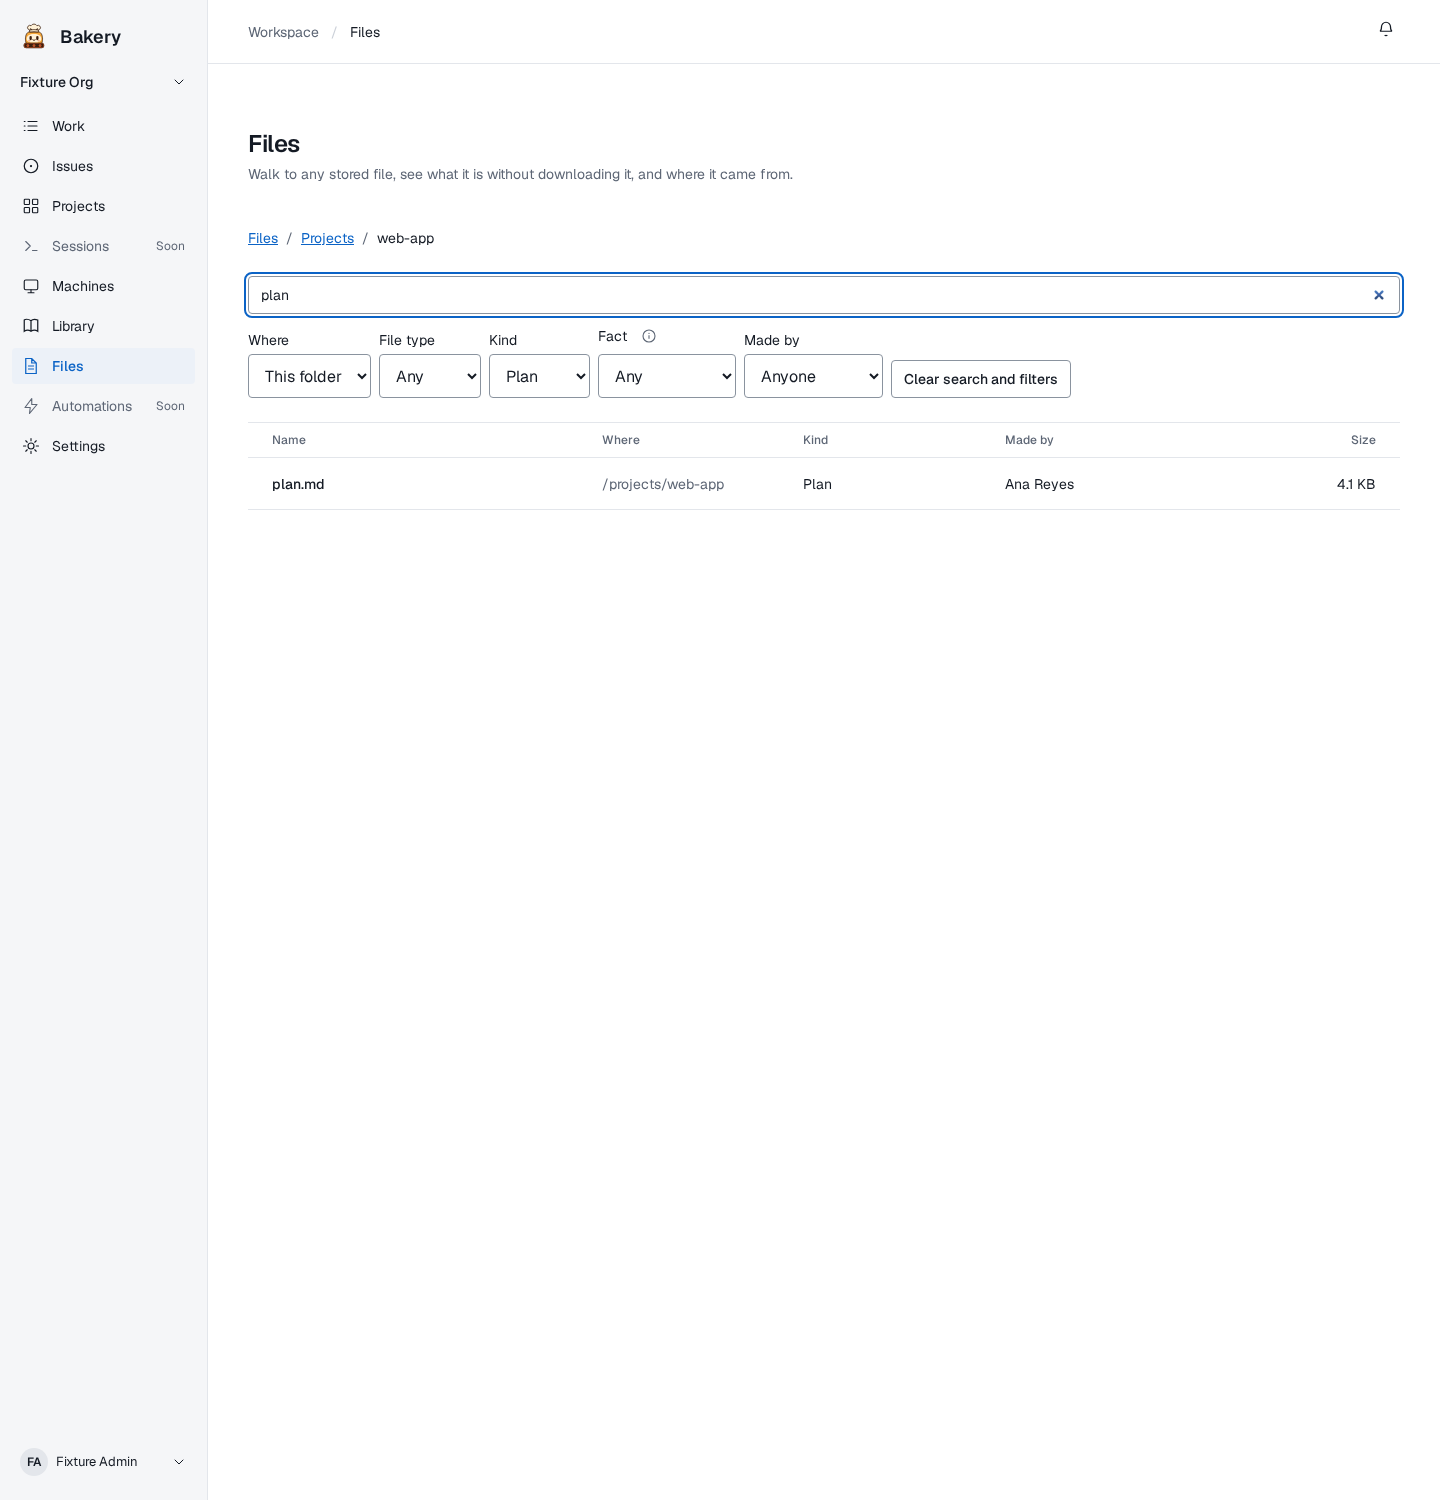 Bakery
Fixture Org
Work
Issues
Projects
Sessions Soon
Machines
Library
Files
Automations Soon
Settings
FA Fixture Admin
Workspace / Files
Files
Walk to any stored file, see what it is without downloading it, and where it came from.
Files / Projects / web-app
plan
Where File type Kind Fact Made by
This folder Any Plan Any Anyone Clear search and filters
Name Where Kind Made by Size
plan.md /projects/web-app Plan Ana Reyes 4.1 KB